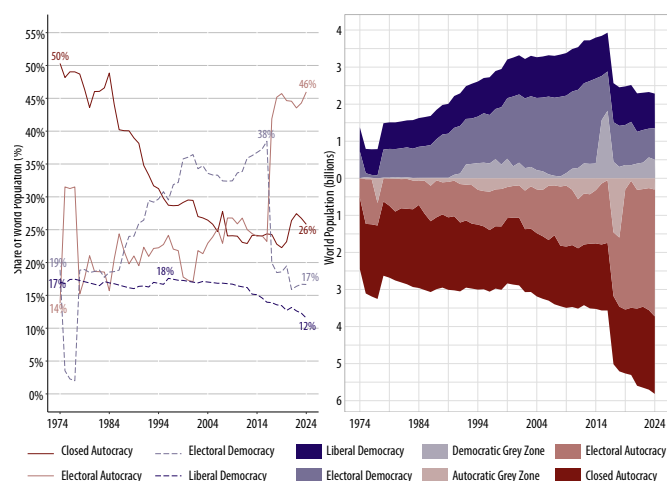 55%
50%
45%
40%
35%
30%
25%
20%
15%
10%
5%
0%
Share of World Population (%)
50%
19%
17%
14%
18%
38%
46%
26%
17%
12%
1974 1984 1994 2004 2014 2024
Closed Autocracy
Electoral Democracy
Electoral Autocracy
Liberal Democracy
World Population (billions)
4
3
2
1
0
1
2
3
4
5
6
1974 1984 1994 2004 2014 2024
Liberal Democracy
Democratic Grey Zone
Electoral Autocracy
Electoral Democracy
Autocratic Grey Zone
Closed Autocracy